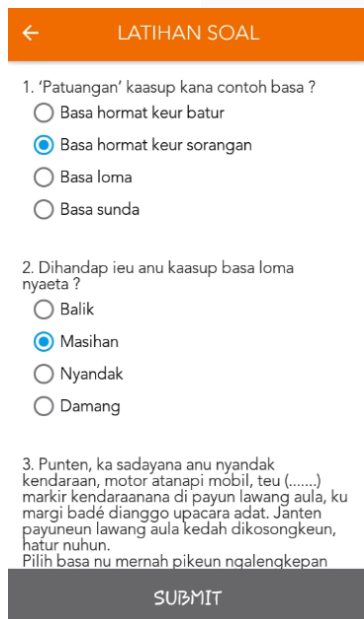 LATIHAN SOAL
1. ‘Patuangan’ kaasup kana contoh basa ?
Basa hormat keur batur
Basa hormat keur sorangan
Basa loma
Basa sunda
2. Dihandap ieu anu kaasup basa loma
nyaeta ?
Balik
Masihan
Nyandak
Damang
3. Punten, ka sadayana anu nyandak
kendaraan, motor atanapi mobil, teu (.......)
markir kendaraanana di payun lawang aula, ku
margi badé dianggo upacara adat. Janten
payuneun lawang aula kedah dikosongkeun,
hatur nuhun.
Pilih basa nu mernah pikeun ngalengkepan
SUBMIT